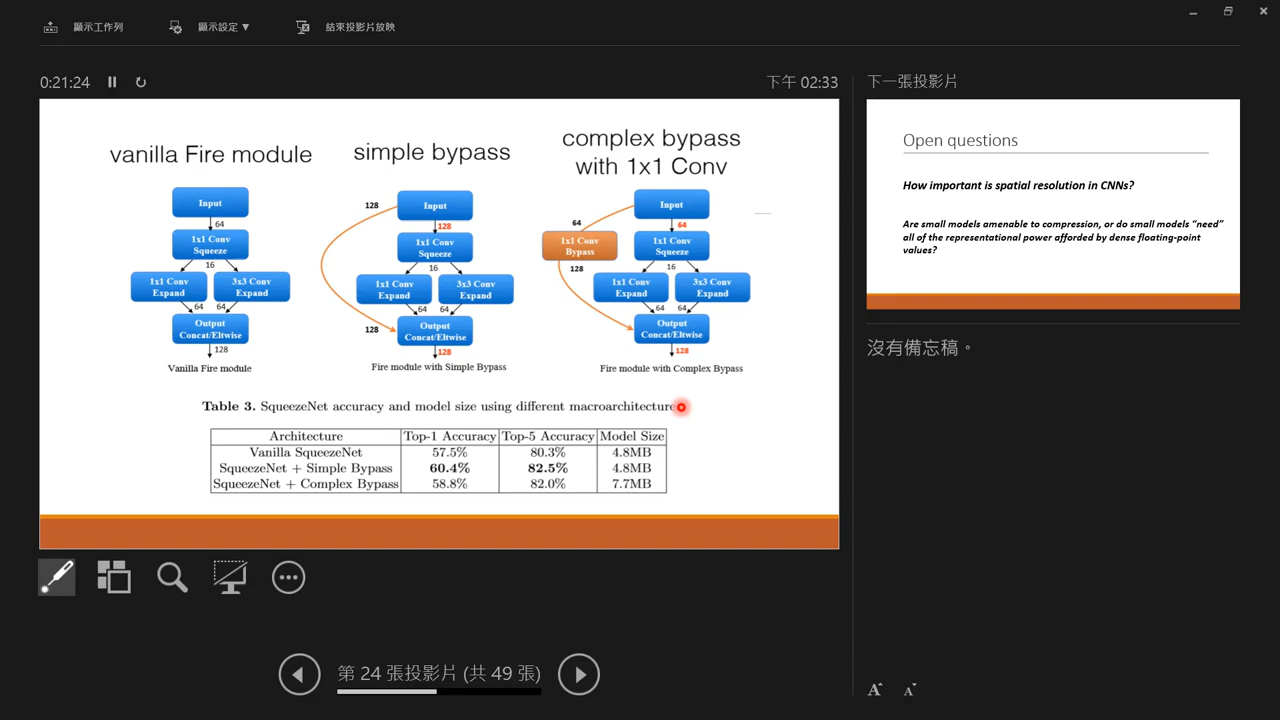 顯示工作列 顯示設定 ▼ 結束投影片放映
0:21:24 下午 02:33
vanilla Fire module
Input
64
1x1 Conv
Squeeze
16
1x1 Conv
Expand
3x3 Conv
Expand
64 64
Output
Concat/Eltwise
128
Vanilla Fire module
simple bypass
128
Input
128
1x1 Conv
Squeeze
16
1x1 Conv
Expand
3x3 Conv
Expand
64 64
128
Output
Concat/Eltwise
128
Fire module with Simple Bypass
complex bypass
with 1x1 Conv
Input
64
64
1x1 Conv
Bypass
1x1 Conv
Squeeze
128
16
1x1 Conv
Expand
3x3 Conv
Expand
64 64
Output
Concat/Eltwise
128
Fire module with Complex Bypass
Table 3. SqueezeNet accuracy and model size using different macroarchitecture
Architecture Top-1 Accuracy Top-5 Accuracy Model Size
Vanilla SqueezeNet 57.5% 80.3% 4.8MB
SqueezeNet + Simple Bypass 60.4% 82.5% 4.8MB
SqueezeNet + Complex Bypass 58.8% 82.0% 7.7MB
第 24 張投影片 (共 49 張)
下一張投影片
Open questions
How important is spatial resolution in CNNs?
Are small models amenable to compression, or do small models “need”
all of the representational power afforded by dense floating-point
values?
沒有備忘稿。
A A